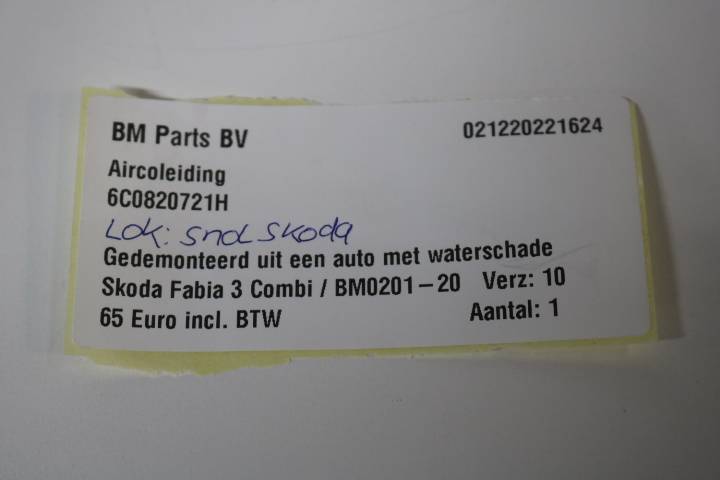 BM Parts BV 021220221624
Aircoleiding
6C0820721H
Lok: snol skoda
Gedemonteerd uit een auto met waterschade
Skoda Fabia 3 Combi / BM0201-20 Verz: 10
65 Euro incl. BTW Aantal: 1